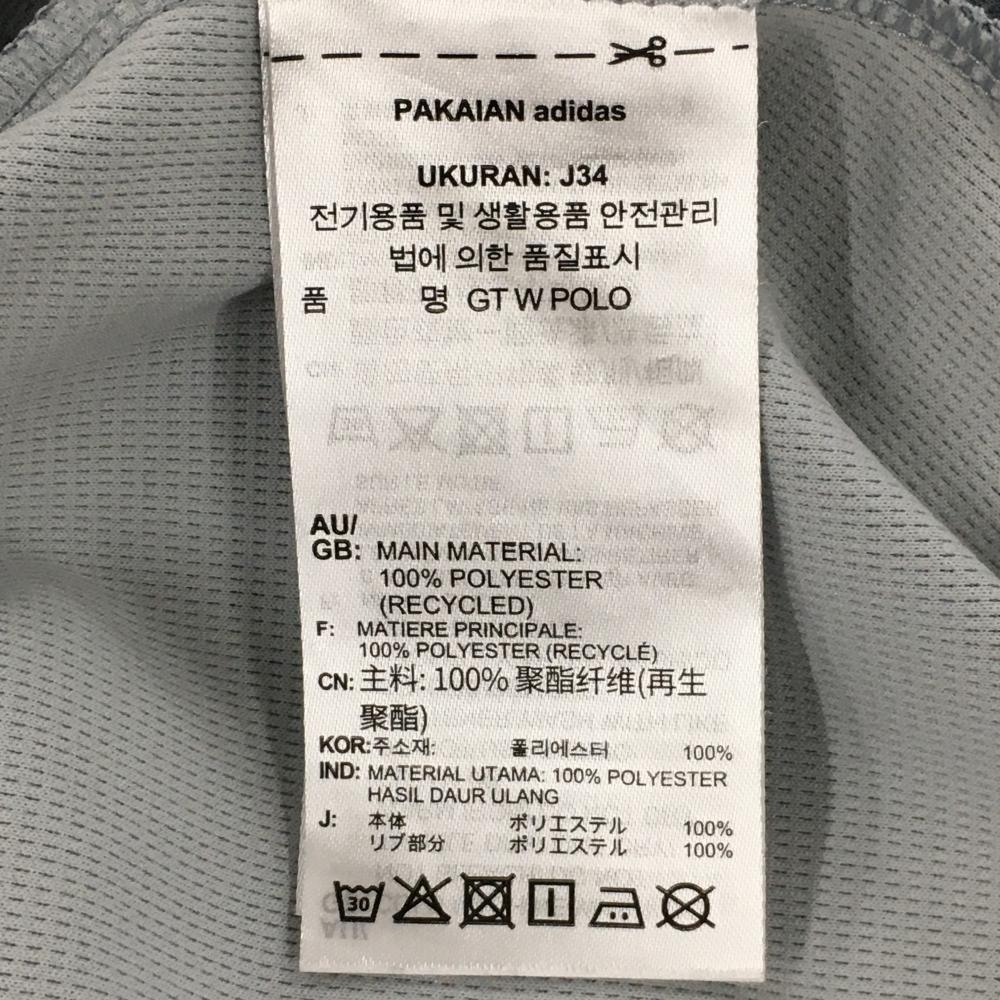 PAKAIAN adidas
UKURAN: J34
전기용품 및 생활용품 안전관리
법에 의한 품질표시
품 명 GT W POLO
AU/
GB: MAIN MATERIAL:
100% POLYESTER
(RECYCLED)
F: MATIERE PRINCIPALE:
100% POLYESTER (RECYCLÉ)
CN: 主料: 100% 聚酯纤维(再生
聚酯)
KOR:주소재: 폴리에스터 100%
IND: MATERIAL UTAMA: 100% POLYESTER
HASIL DAUR ULANG
J: 本体 ポリエステル 100%
リブ部分 ポリエステル 100%
30